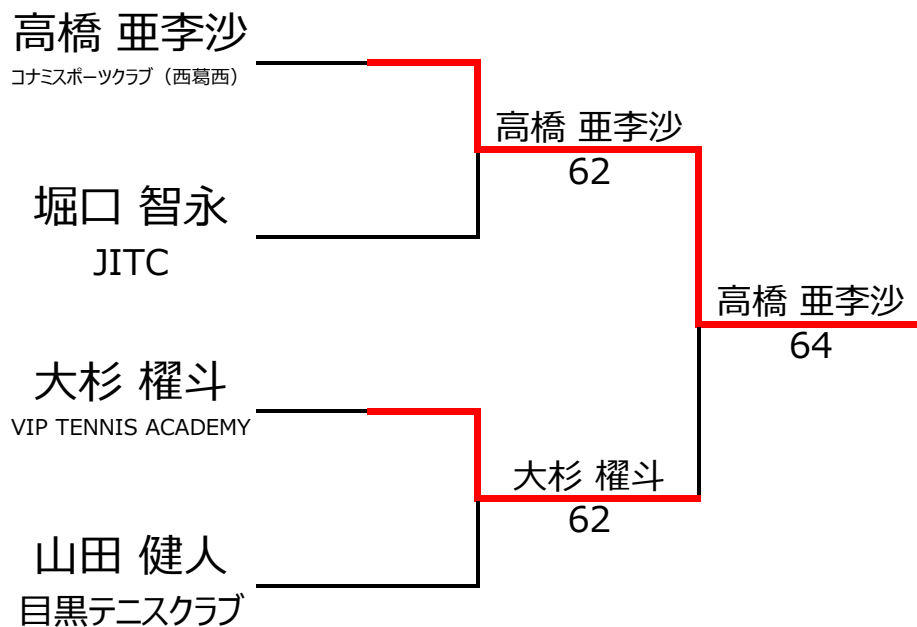 高橋 亜李沙
コナミスポーツクラブ（西葛西）
高橋 亜李沙
62
堀口 智永
JITC
高橋 亜李沙
64
大杉 櫂斗
VIP TENNIS ACADEMY
大杉 櫂斗
62
山田 健人
目黒テニスクラブ